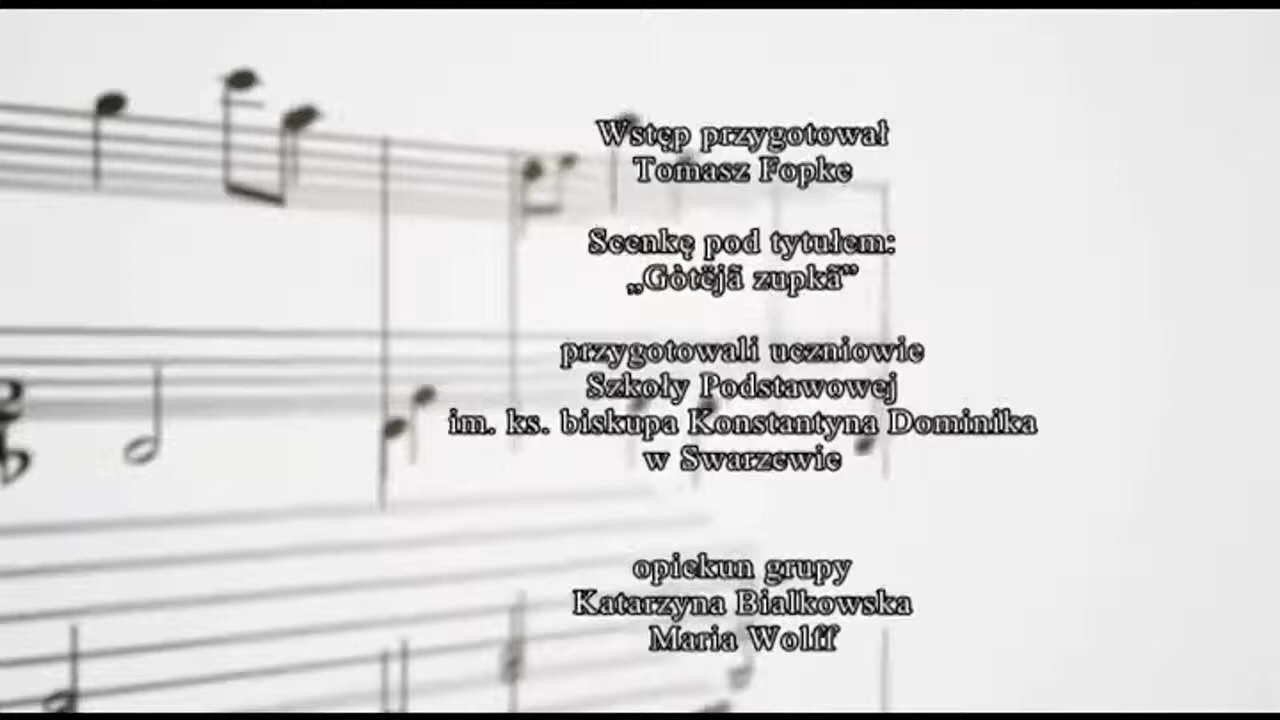 Wstęp przygotował
Tomasz Fopke
Scenkę pod tytułem:
„Gòtëjã zupkã”
przygotowali uczniowie
Szkoły Podstawowej
im. ks. biskupa Konstantyna Dominika
w Swarzewie
opiekun grupy
Katarzyna Białkowska
Maria Wolff